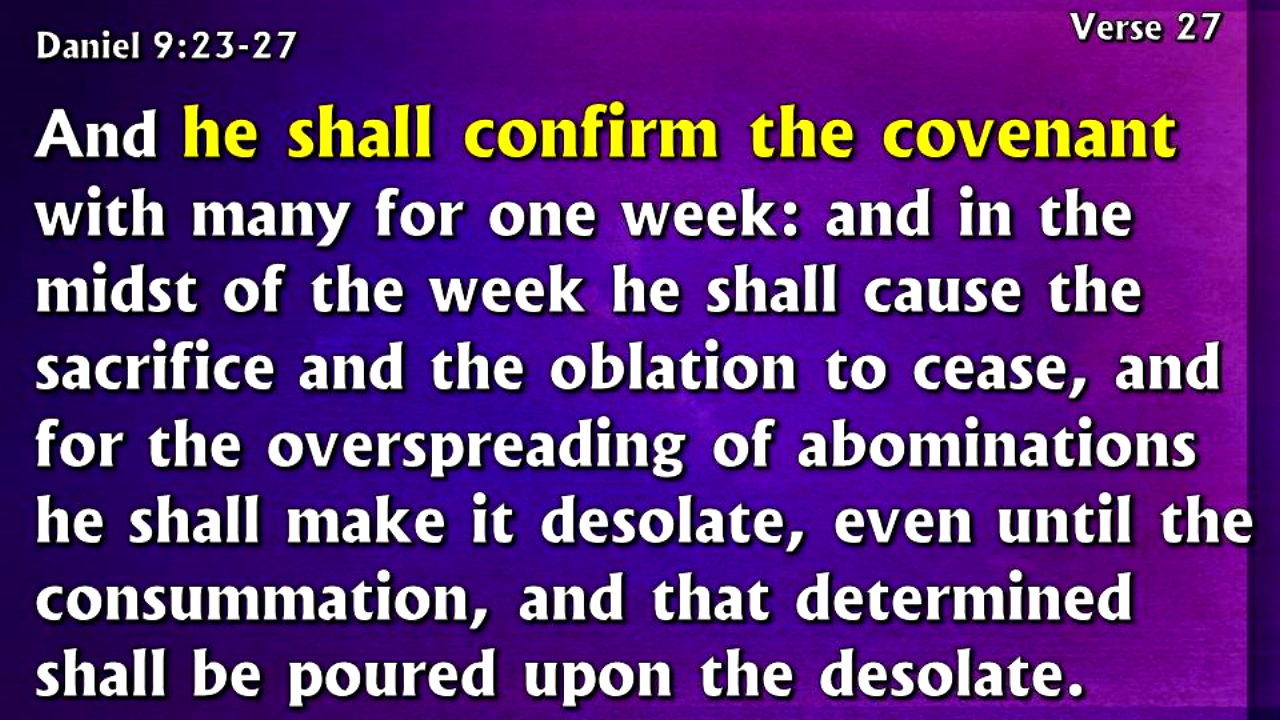 Daniel 9:23-27
Verse 27
And he shall confirm the covenant
with many for one week: and in the
midst of the week he shall cause the
sacrifice and the oblation to cease, and
for the overspreading of abominations
he shall make it desolate, even until the
consummation, and that determined
shall be poured upon the desolate.